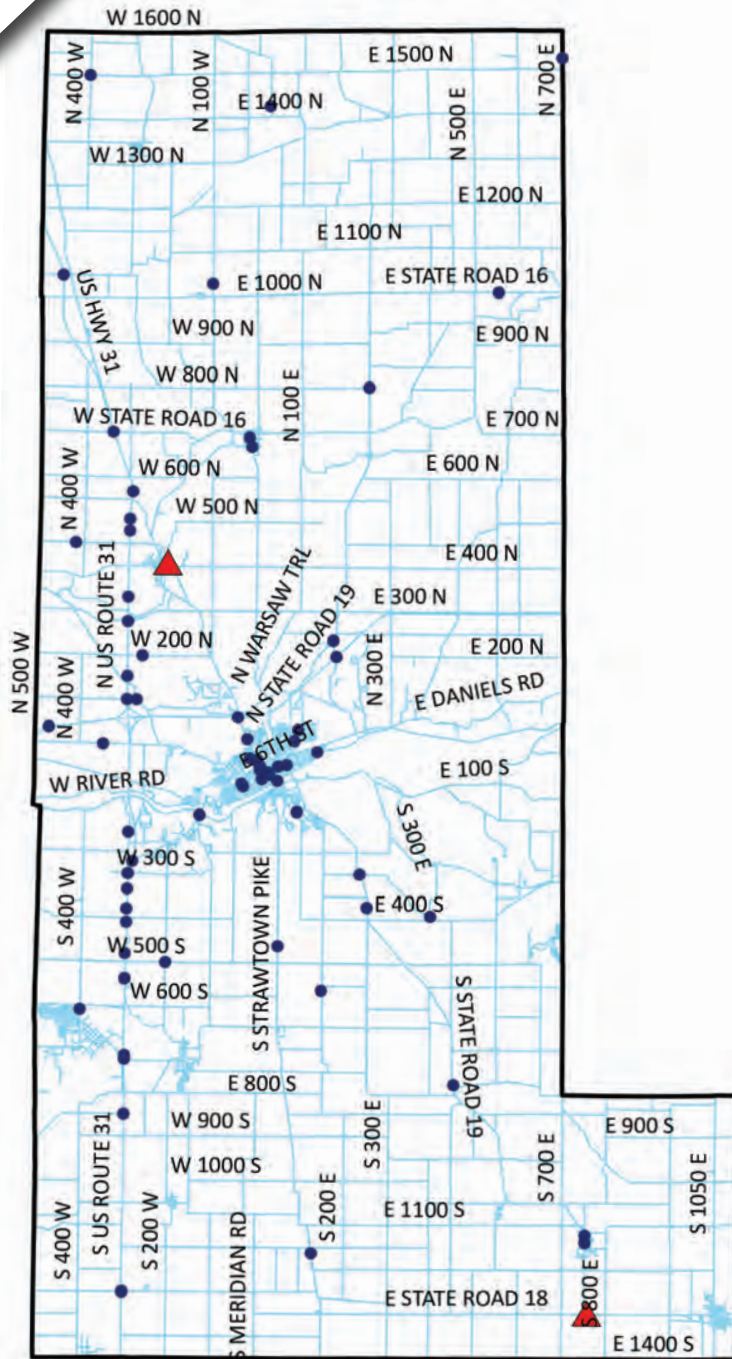 W 1600 N
E 1500 N
N 400 W
N 100 W
N 700 E
E 1400 N
N 500 E
W 1300 N
E 1200 N
E 1100 N
US HWY 31
E 1000 N
E STATE ROAD 16
W 900 N
E 900 N
W 800 N
N 100 E
W STATE ROAD 16
E 700 N
W 600 N
E 600 N
N 400 W
W 500 N
N US ROUTE 31
E 400 N
N WARSAW TRL
N STATE ROAD 19
E 300 N
N 500 W
W 200 N
N 300 E
E 200 N
N 400 W
E DANIELS RD
E 6TH ST
W RIVER RD
E 100 S
S 300 E
W 300 S
S 400 W
S STRAWTOWN PIKE
E 400 S
W 500 S
W 600 S
S STATE ROAD 19
E 800 S
W 900 S
S 300 E
E 900 S
S US ROUTE 31
W 1000 S
S 700 E
S 1050 E
S 400 W
S 200 W
S MERIDIAN RD
S 200 E
E 1100 S
E STATE ROAD 18
S 800 E
E 1400 S